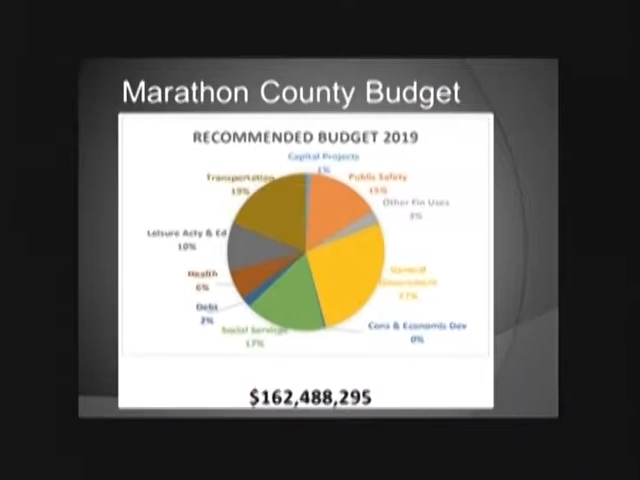 Marathon County Budget
RECOMMENDED BUDGET 2019
Capital Projects
1%
Public Safety
15%
Other Fin Uses
3%
General
Government
27%
Cons & Economic Dev
0%
Social Services
17%
Debt
2%
Health
6%
Leisure Acty & Ed
10%
Transportation
19%
$162,488,295